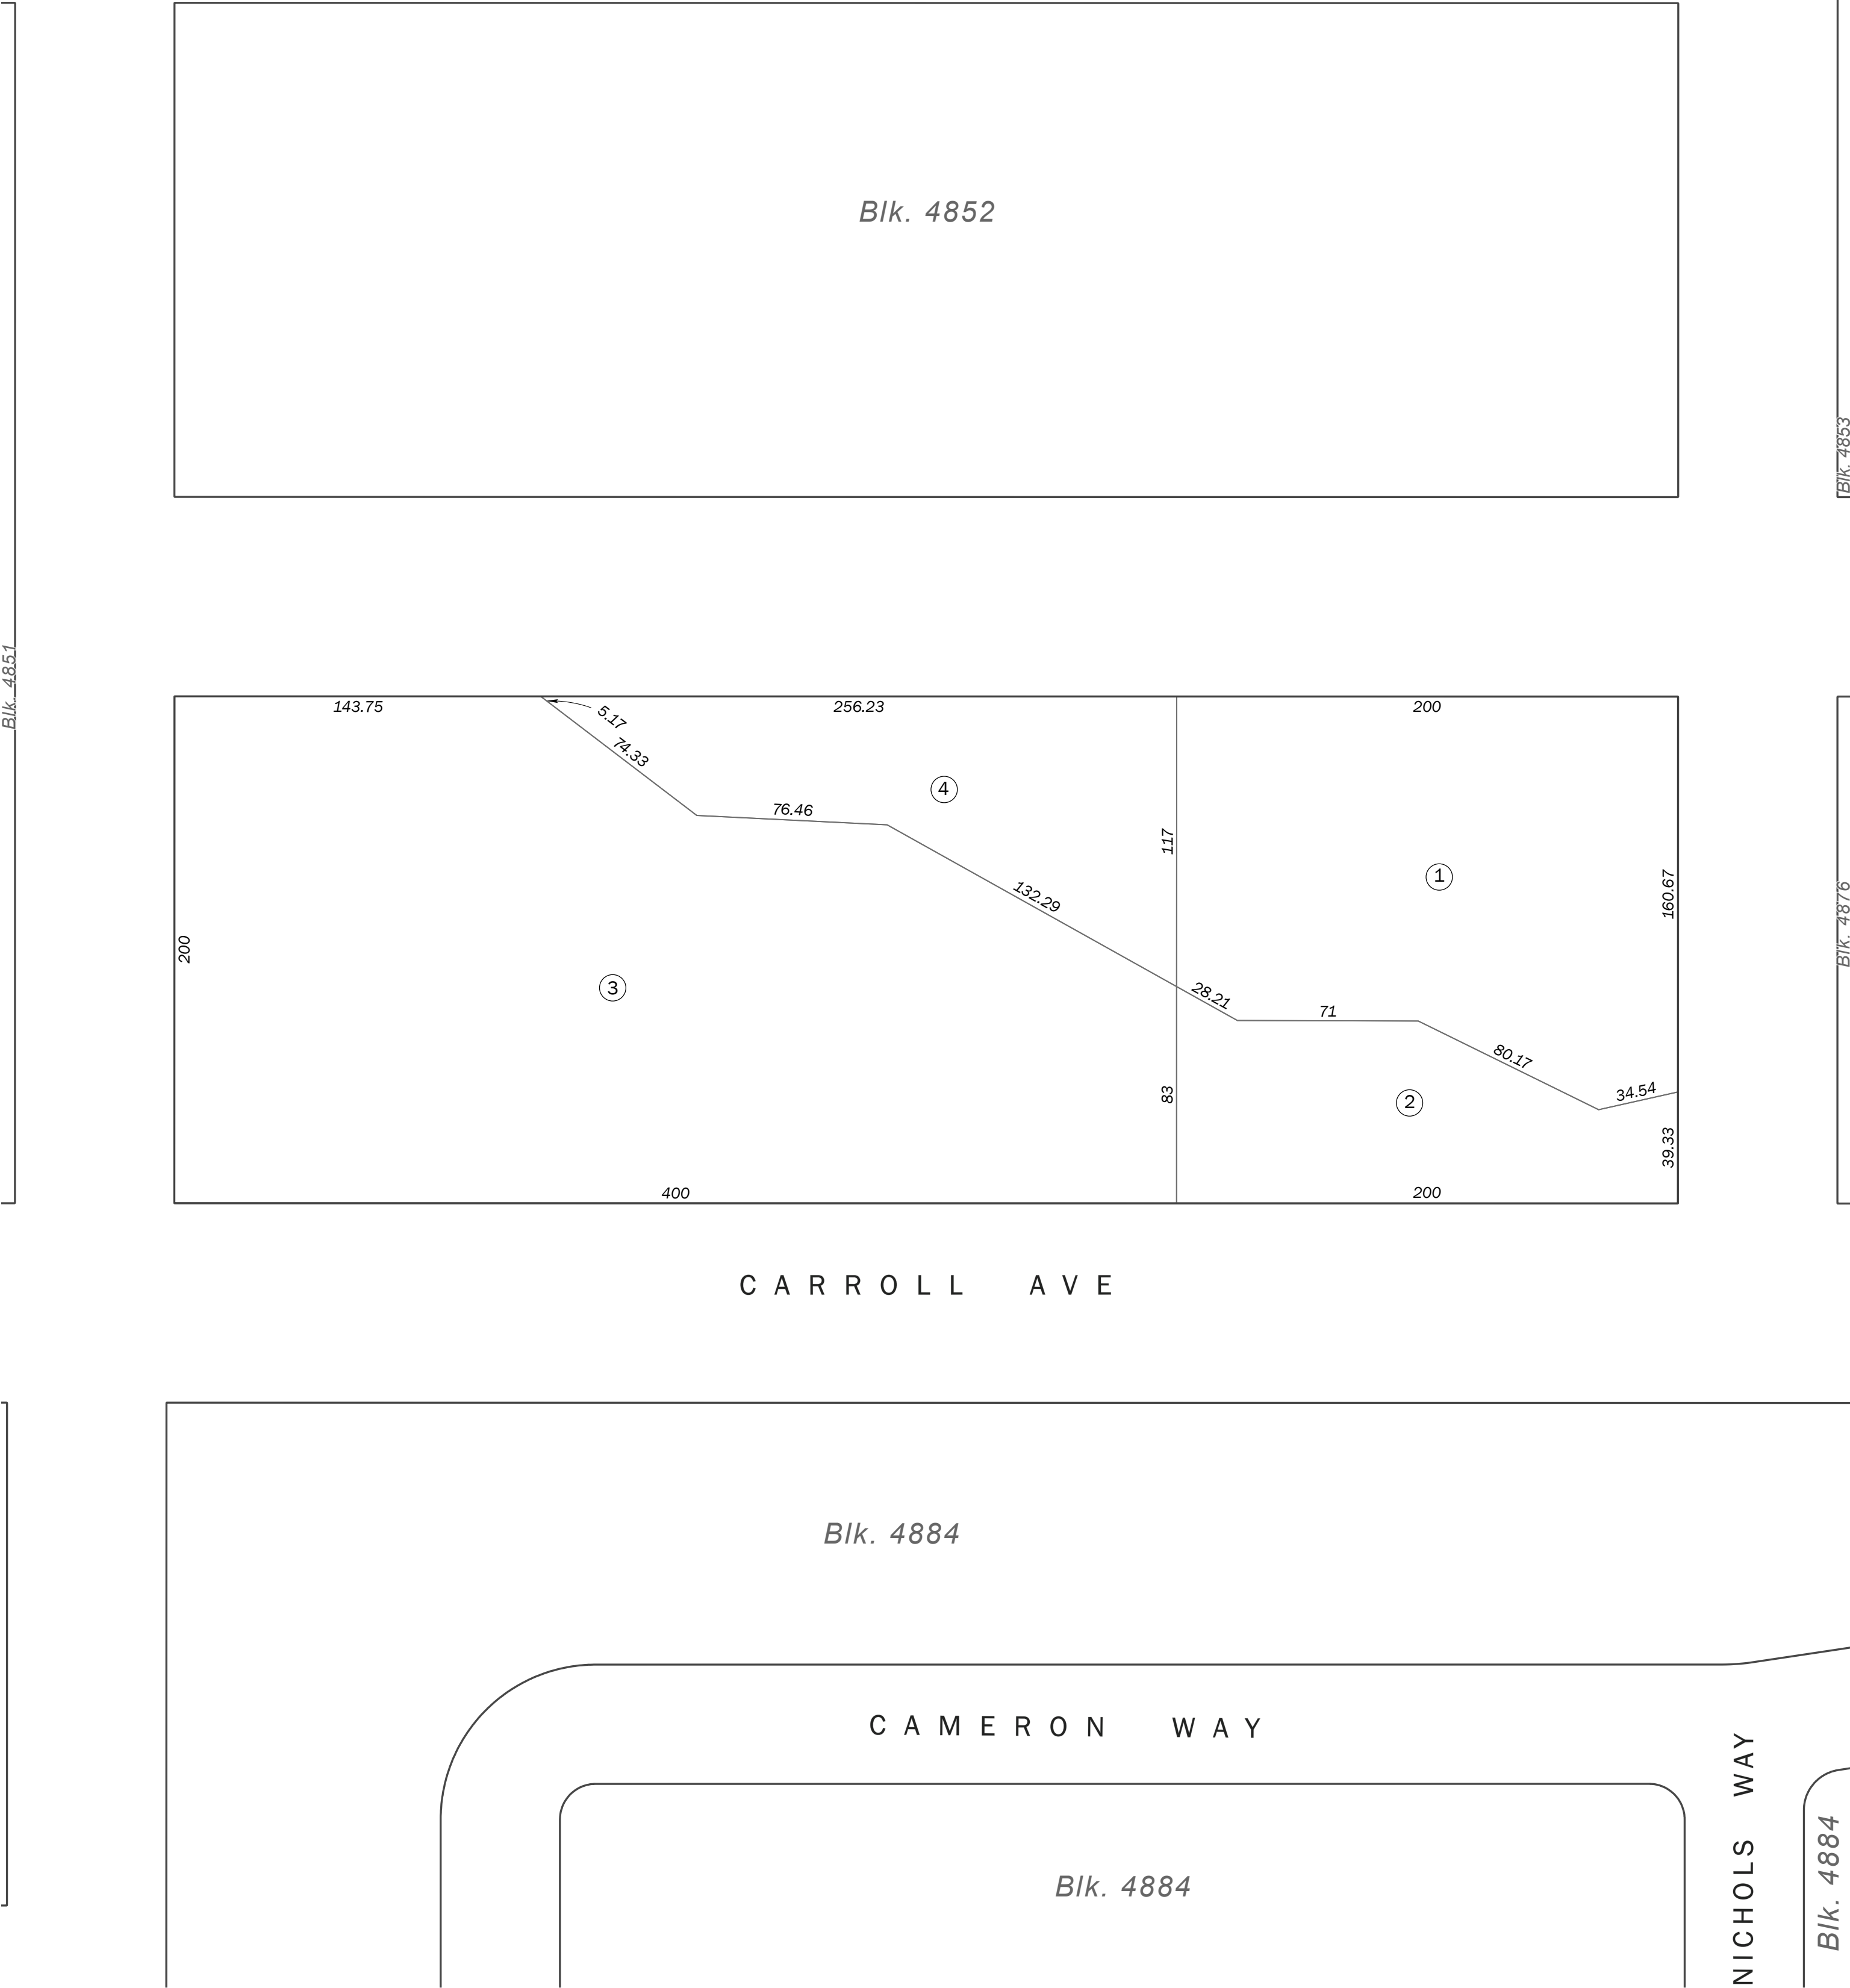 Blk. 4852
Blk. 4853
Blk. 4851
143.75
256.23
200
5.17
74.33
4
76.46
117
1
160.67
132.29
Blk. 4876
200
3
28.21
71
80.17
34.54
83
2
39.33
400
200
CARROLL AVE
Blk. 4884
CAMERON WAY
NICHOLS WAY
Blk. 4884
Blk. 4884